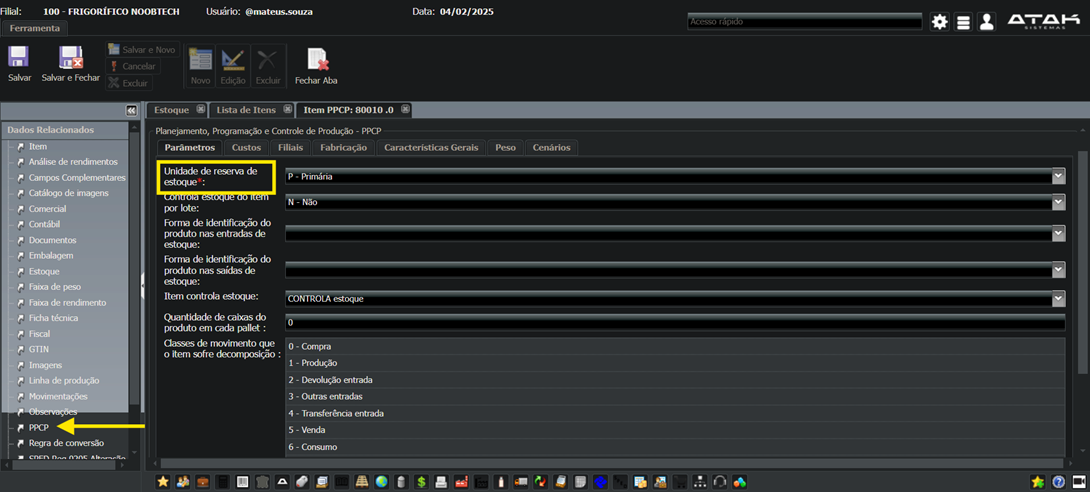 Filial: 100 - FRIGORÍFICO NOOBTECH Usuário: @mateus.souza Data: 04/02/2025
Acesso rápido
ATAK
SISTEMAS
Ferramenta
Salvar
Salvar e Fechar
Salvar e Novo
Cancelar
Excluir
Novo
Edição
Excluir
Fechar Aba
Dados Relacionados
Item
Análise de rendimentos
Campos Complementares
Catálogo de imagens
Comercial
Contábil
Documentos
Embalagem
Estoque
Faixa de peso
Faixa de rendimento
Ficha técnica
Fiscal
GTIN
Imagens
Linha de produção
Movimentações
Observações
PPCP
Regra de conversão
SPED Reg 0205 Alteração
Estoque Lista de Itens Item PPCP: 80010 .0
Planejamento, Programação e Controle de Produção - PPCP
Parâmetros Custos Filiais Fabricação Características Gerais Peso Cenários
Unidade de reserva de
estoque*:
P - Primária
Controla estoque do item
por lote:
N - Não
Forma de identificação do
produto nas entradas de
estoque:
Forma de identificação do
produto nas saídas de
estoque:
Item controla estoque:
CONTROLA estoque
Quantidade de caixas do
produto em cada pallet :
0
Classes de movimento que
o item sofre decomposição :
0 - Compra
1 - Produção
2 - Devolução entrada
3 - Outras entradas
4 - Transferência entrada
5 - Venda
6 - Consumo